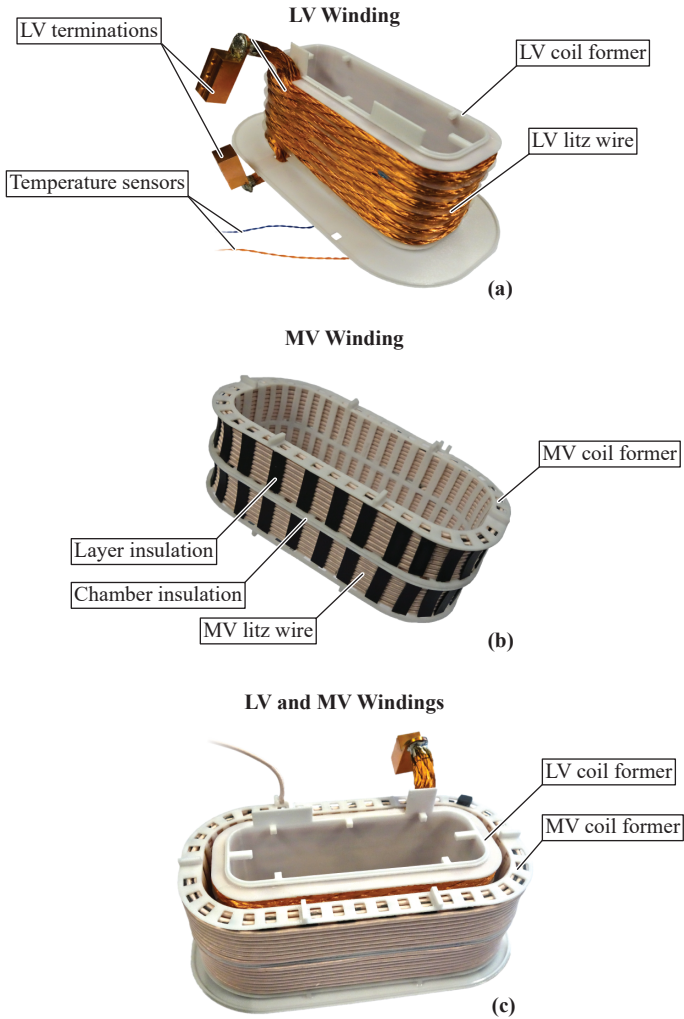 LV Winding
LV terminations
LV coil former
LV litz wire
Temperature sensors
(a)
MV Winding
MV coil former
Layer insulation
Chamber insulation
MV litz wire
(b)
LV and MV Windings
LV coil former
MV coil former
(c)